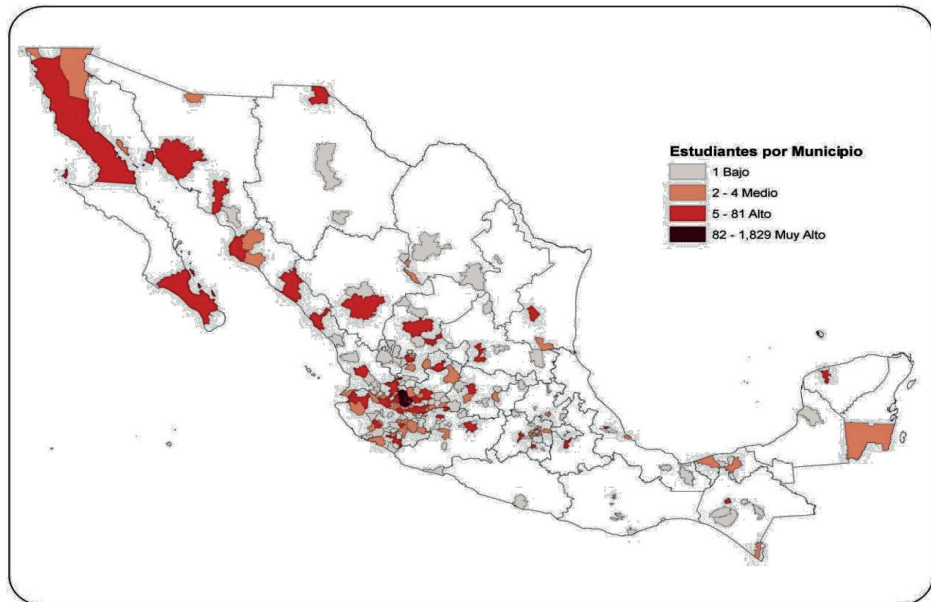 Estudiantes por Municipio
1 Bajo
2 - 4 Medio
5 - 81 Alto
82 - 1,829 Muy Alto